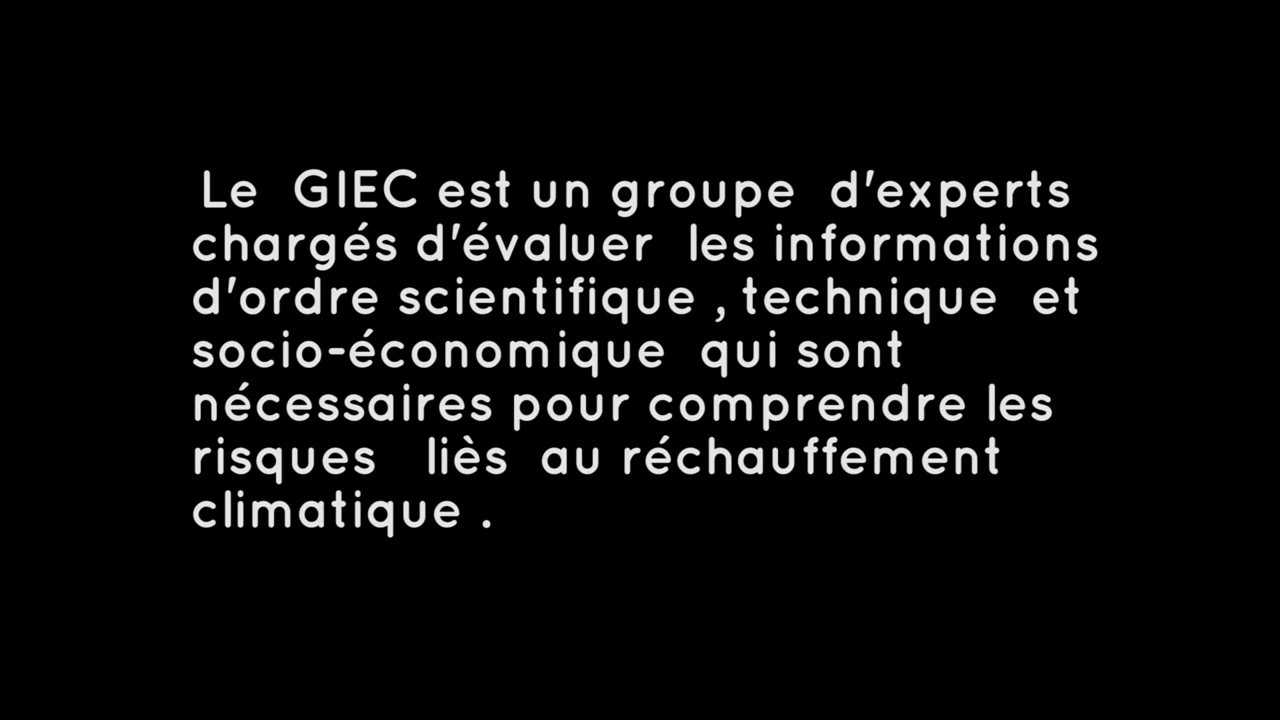 Le GIEC est un groupe d'experts
chargés d'évaluer les informations
d'ordre scientifique , technique et
socio-économique qui sont
nécessaires pour comprendre les
risques liès au réchauffement
climatique .